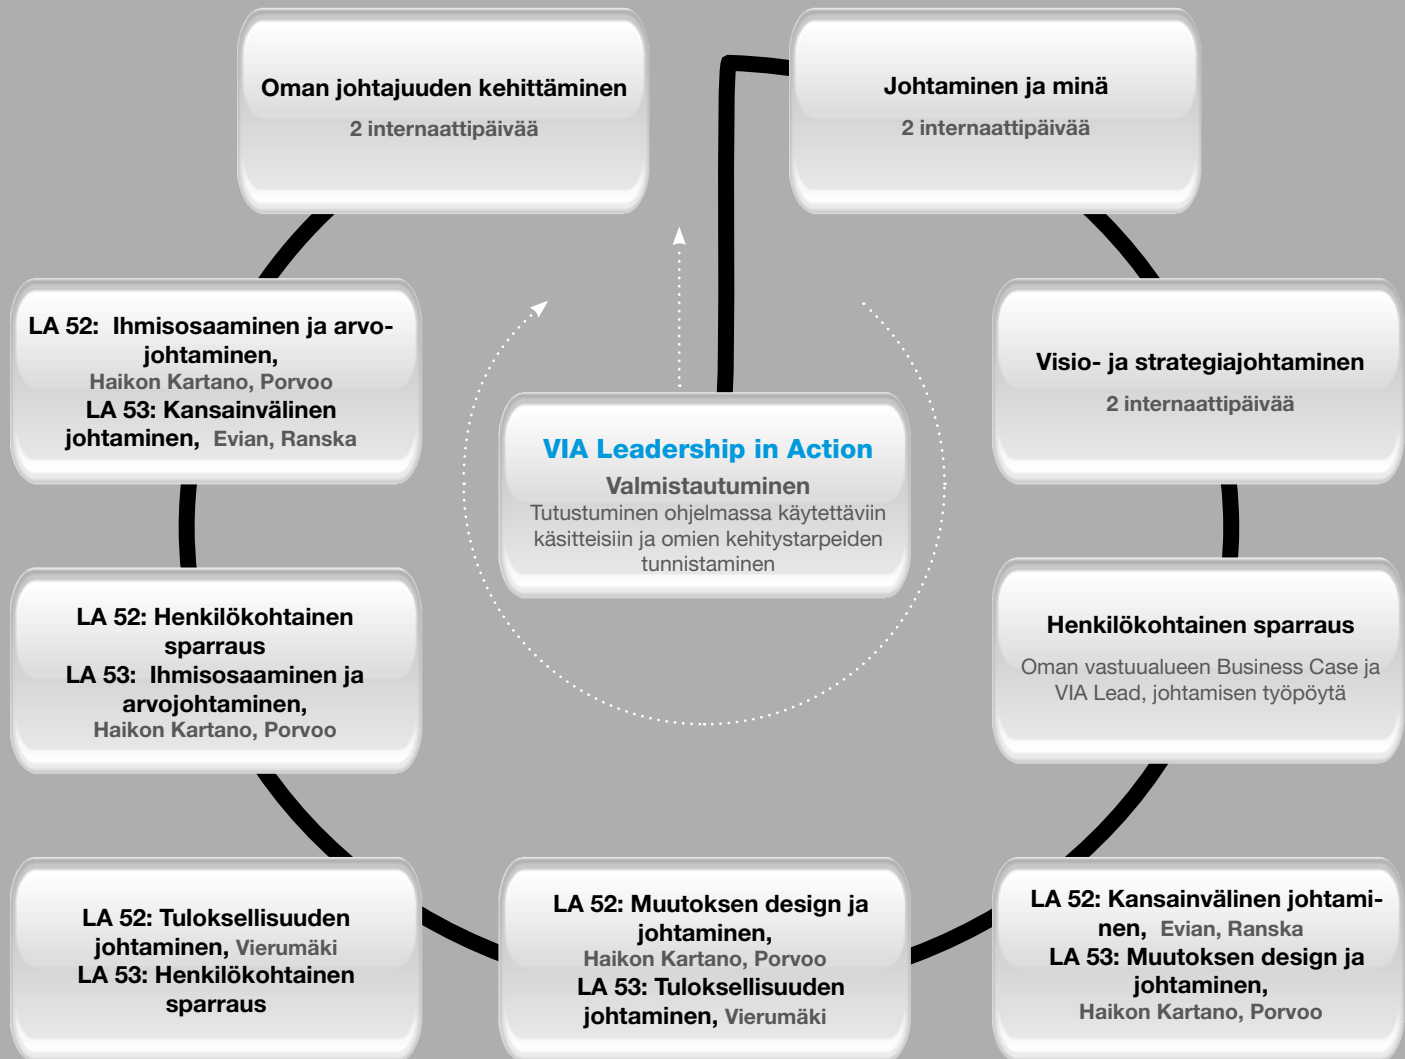 Oman johtajuuden kehittäminen
2 internaattipäivää
Johtaminen ja minä
2 internaattipäivää
LA 52: Ihmisosaaminen ja arvo-
johtaminen,
Haikon Kartano, Porvoo
LA 53: Kansainvälinen
johtaminen, Evian, Ranska
VIA Leadership in Action
Valmistautuminen
Tutustuminen ohjelmassa käytettäviin
käsitteisiin ja omien kehitystarpeiden
tunnistaminen
Visio- ja strategiajohtaminen
2 internaattipäivää
LA 52: Henkilökohtainen
sparraus
LA 53: Ihmisosaaminen ja
arvojohtaminen,
Haikon Kartano, Porvoo
Henkilökohtainen sparraus
Oman vastuualueen Business Case ja
VIA Lead, johtamisen työpöytä
LA 52: Tuloksellisuuden
johtaminen, Vierumäki
LA 53: Henkilökohtainen
sparraus
LA 52: Muutoksen design ja
johtaminen,
Haikon Kartano, Porvoo
LA 53: Tuloksellisuuden
johtaminen, Vierumäki
LA 52: Kansainvälinen johtami-
nen, Evian, Ranska
LA 53: Muutoksen design ja
johtaminen,
Haikon Kartano, Porvoo